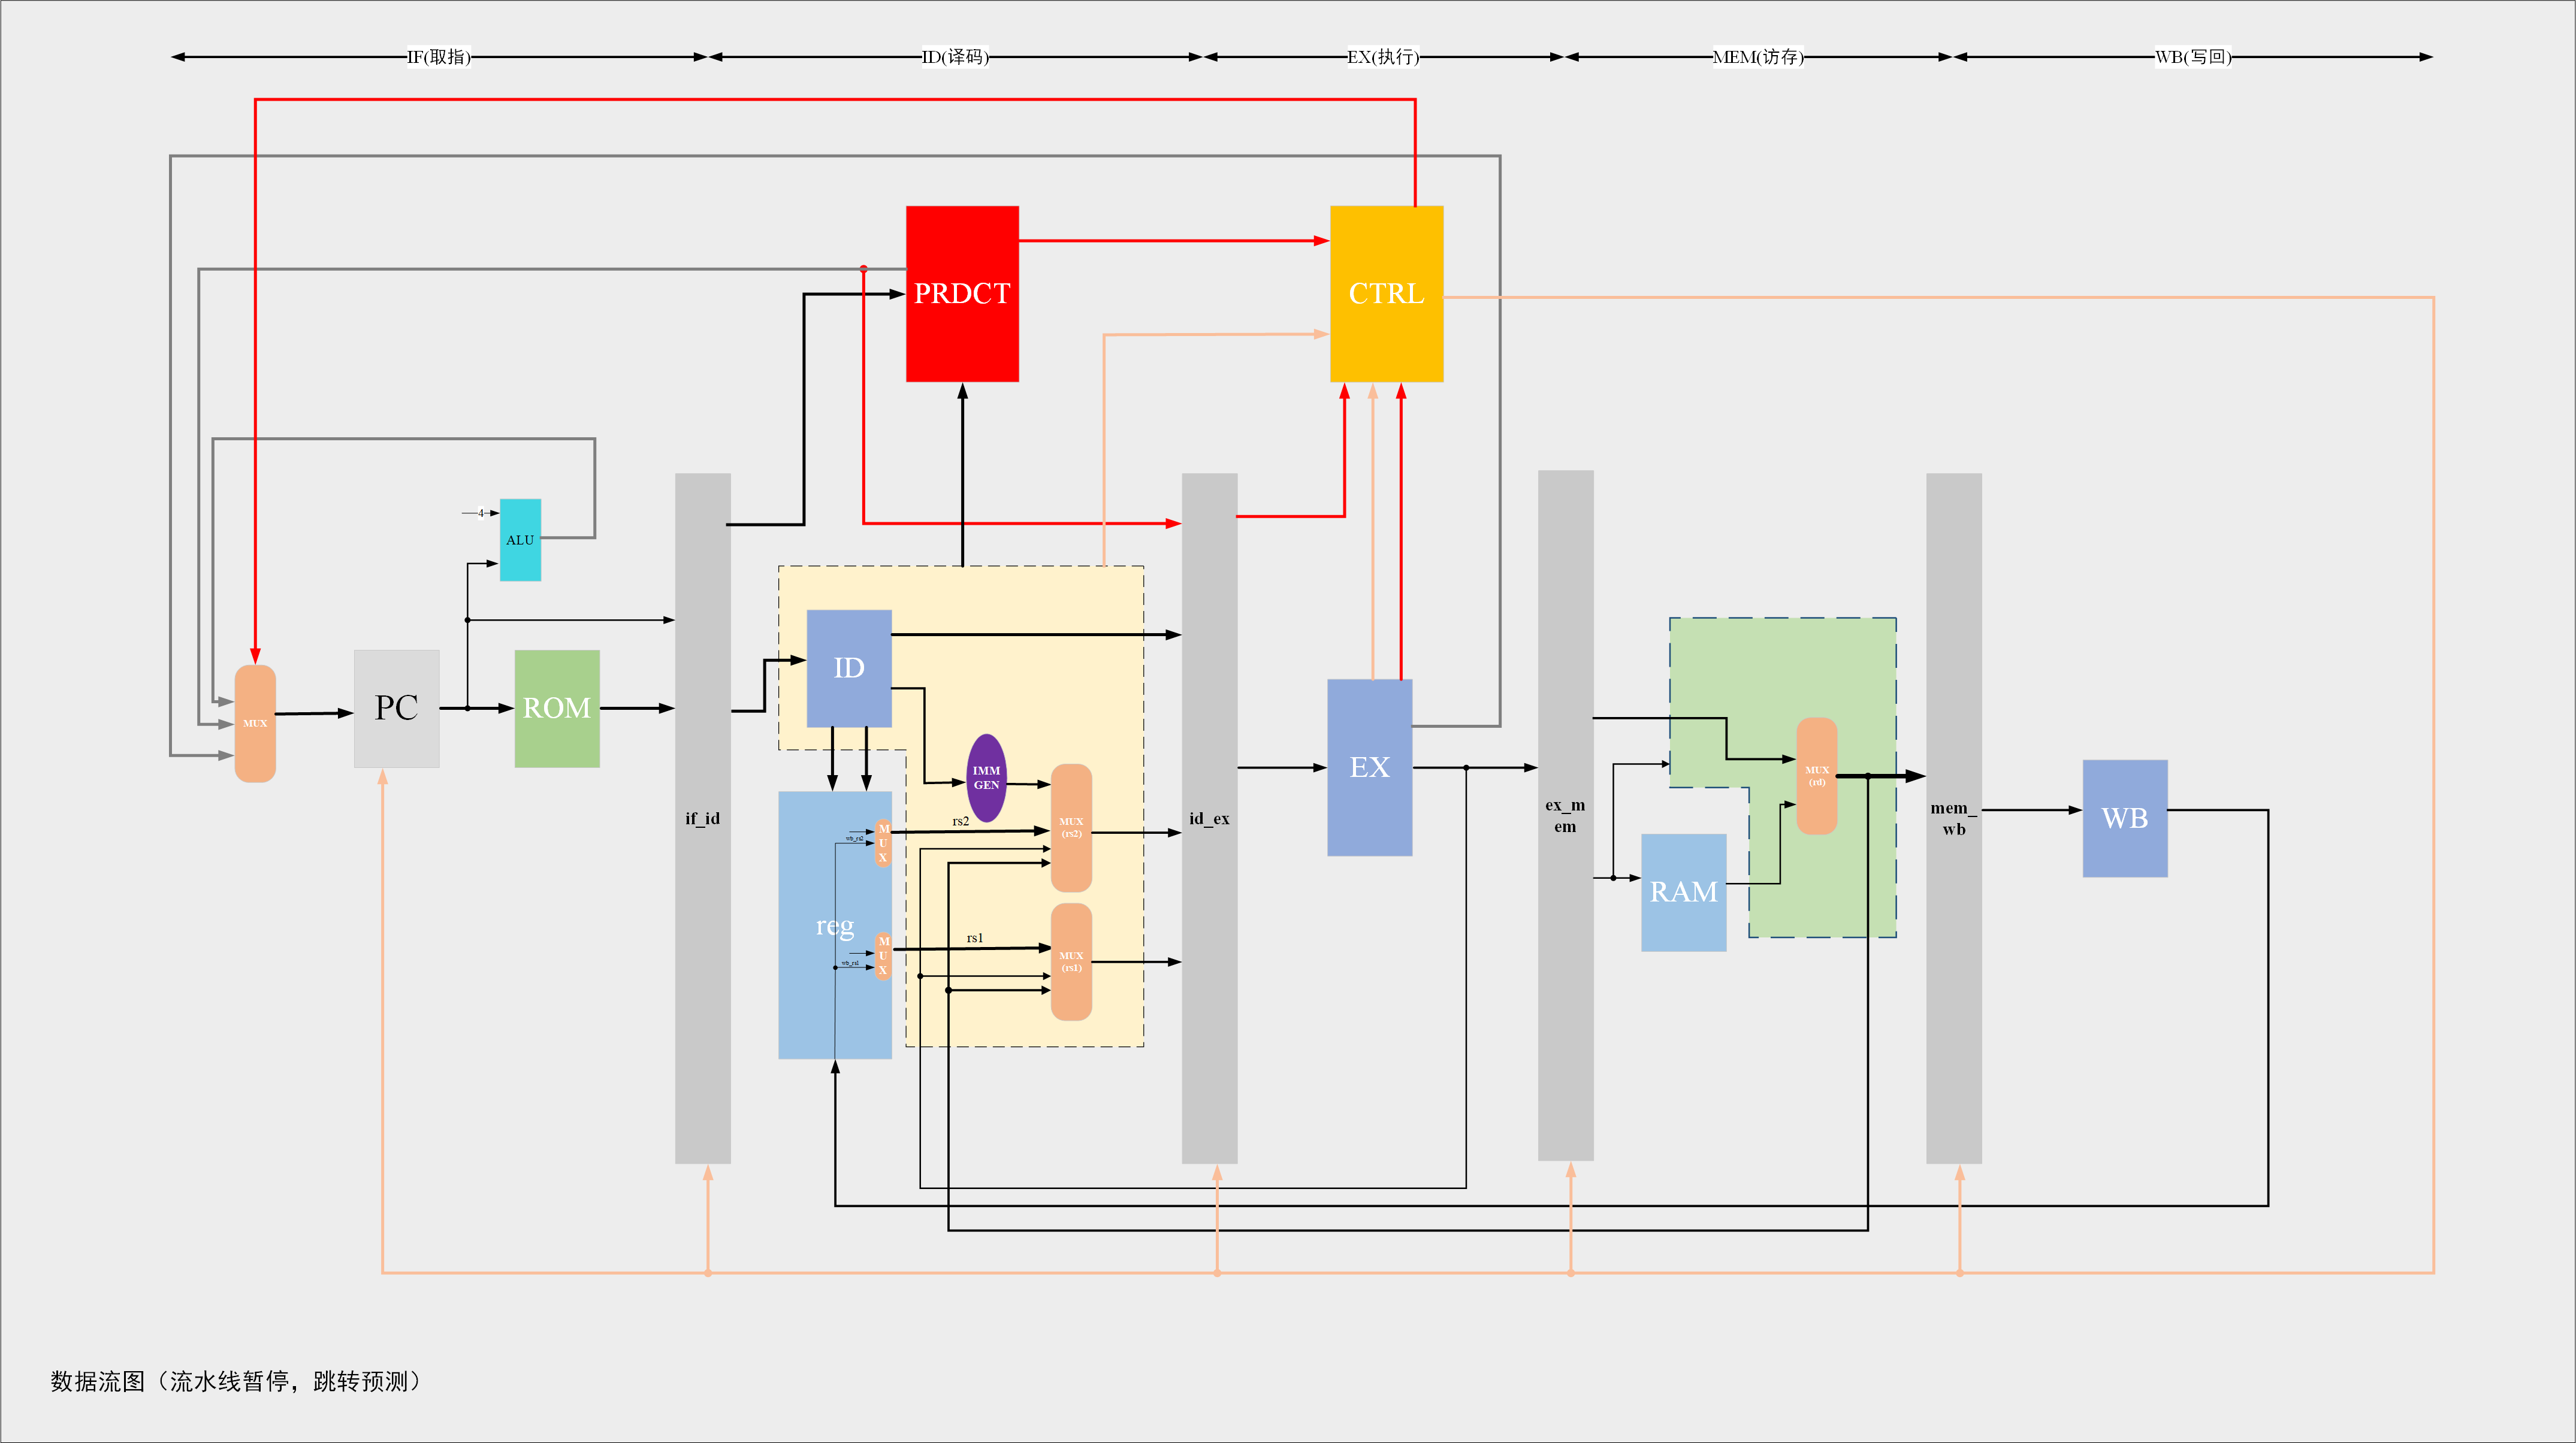 IF(取指)
ID(译码)
EX(执行)
MEM(访存)
WB(写回)
PRDCT
CTRL
4
ALU
MUX
PC
ROM
if_id
ID
IMM
GEN
MUX
(rs2)
rs2
wb_rs2
M
U
X
reg
rs1
wb_rs1
M
U
X
MUX
(rs1)
id_ex
EX
ex_m
em
MUX
(rd)
RAM
mem_
wb
WB
数据流图（流水线暂停，跳转预测）